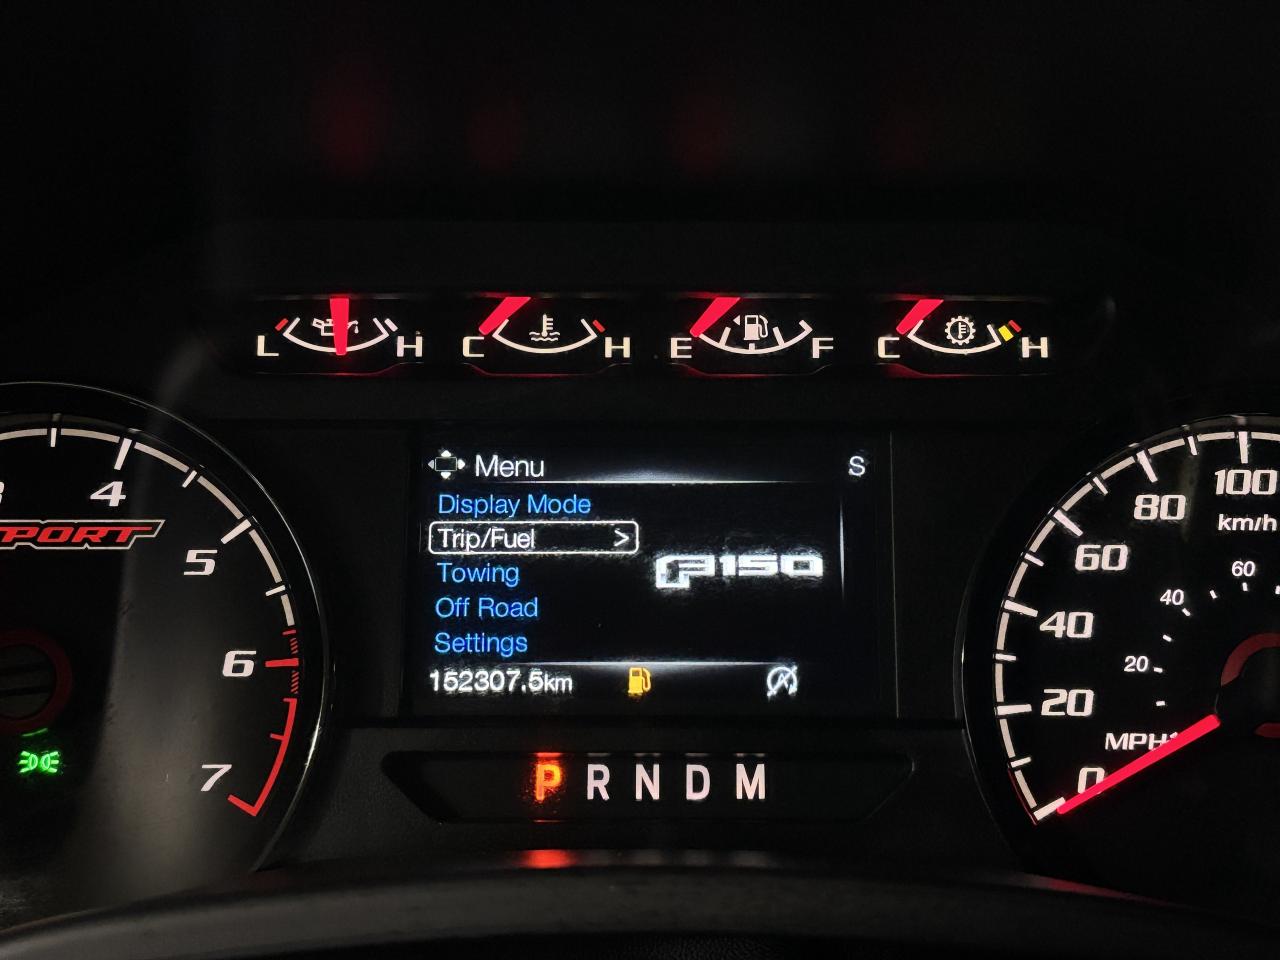 L H C H E F C H
Menu S
Display Mode
Trip/Fuel >
Towing
Off Road
Settings
F150
152307.5km
P R N D M
4
5
6
7
PORT
100
80
60
40
20
0
km/h
60
40
20
MPH